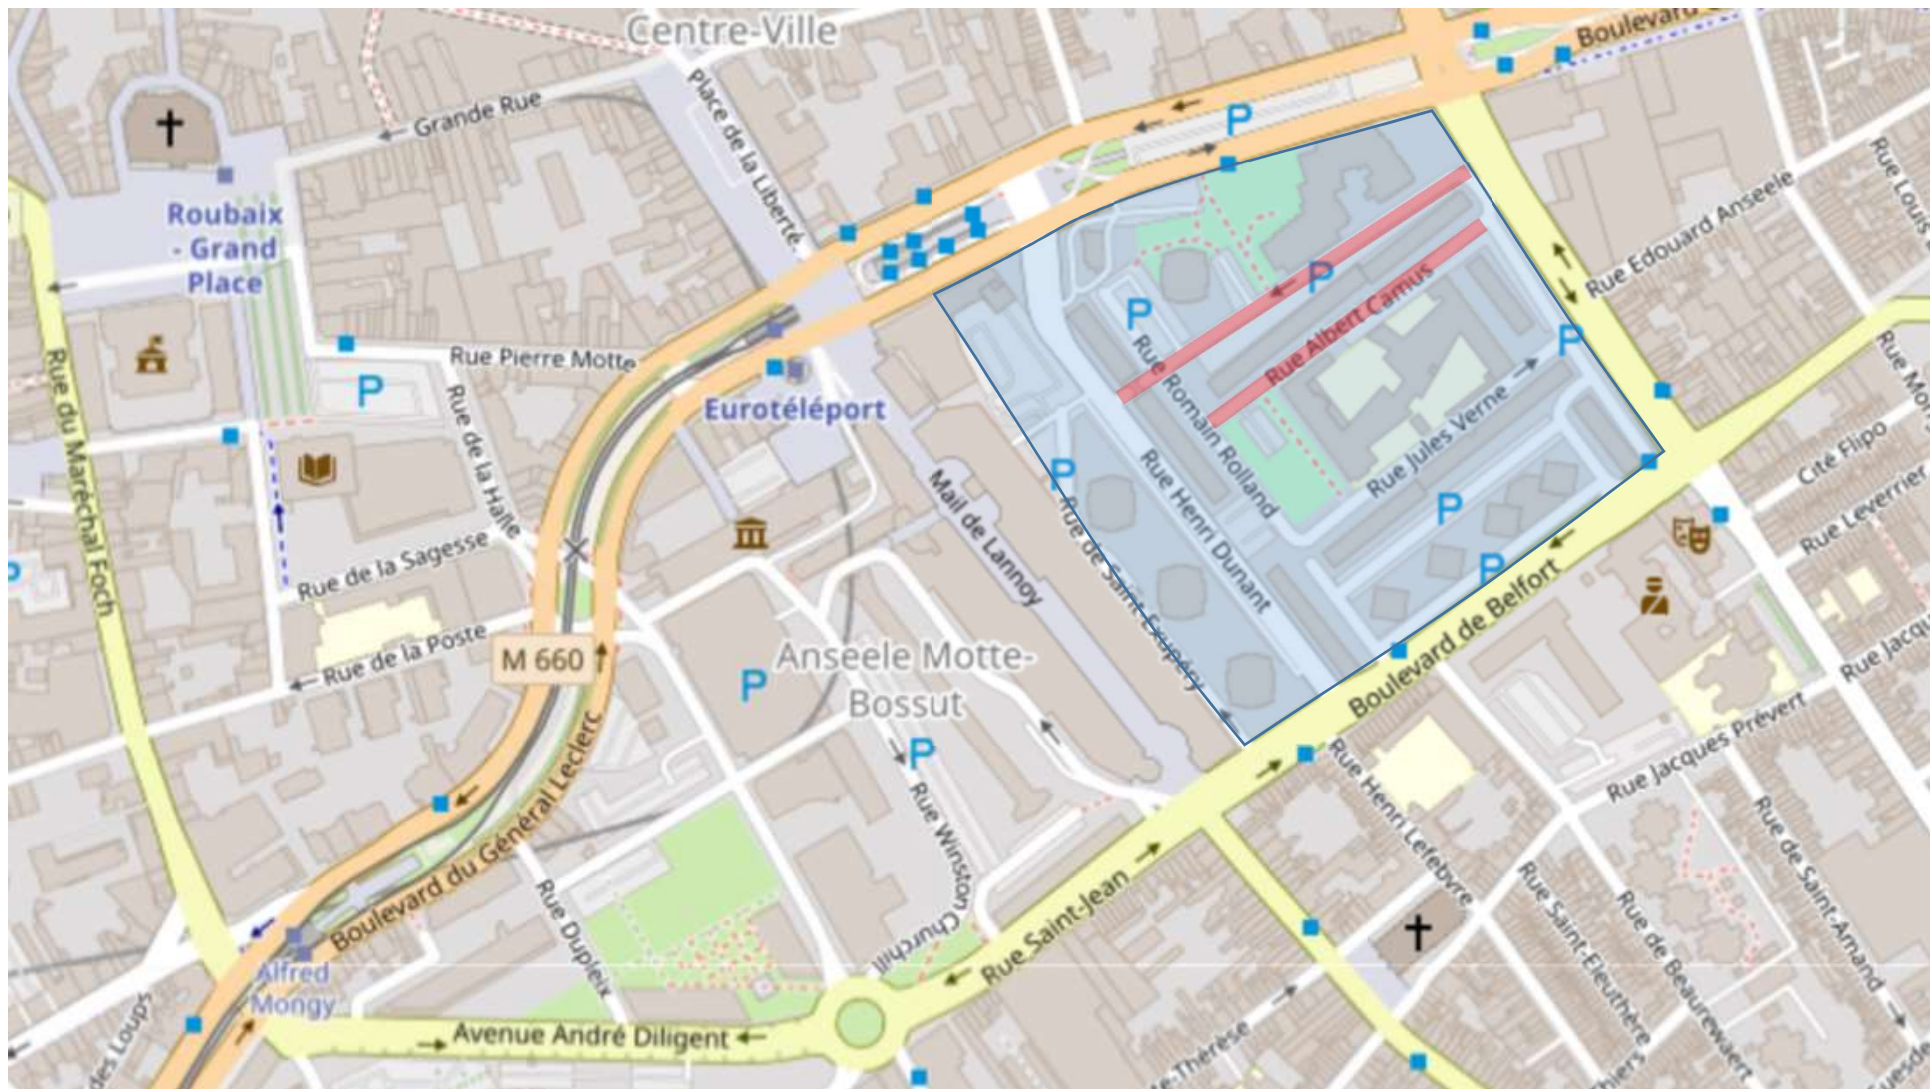 Centre-Ville
Boulevard
Grande Rue
Place de la Liberté
Rue Louis
Roubaix
- Grand
Place
Rue Edouard Anseele
P
P
P
P
P
P
Rue Albert Camus
Rue Pierre Motte
Rue du Maréchal Foch
Rue de la Halle
Eurotéléport
Rue Romain Rolland
Rue Jules Verne
Cité Flipo
Rue Leverrier
Mail de Lannoy
Rue Henri Dunant
Rue de Saint-Exupéry
P
P
P
P
Rue de la Sagesse
Rue de la Poste
M 660
P
Anseele Motte-
Bossut
P
Boulevard de Belfort
Rue Jacques Prévert
Rue Henri Lefebvre
Boulevard du Général Leclerc
Rue Winston Churchill
Rue Saint-Jean
Rue Dupleix
Rue Saint-Eleuthère
Rue de Beaurewaert
Rue de Saint-Amand
Alfred
Mongy
Avenue André Diligent
des Loups